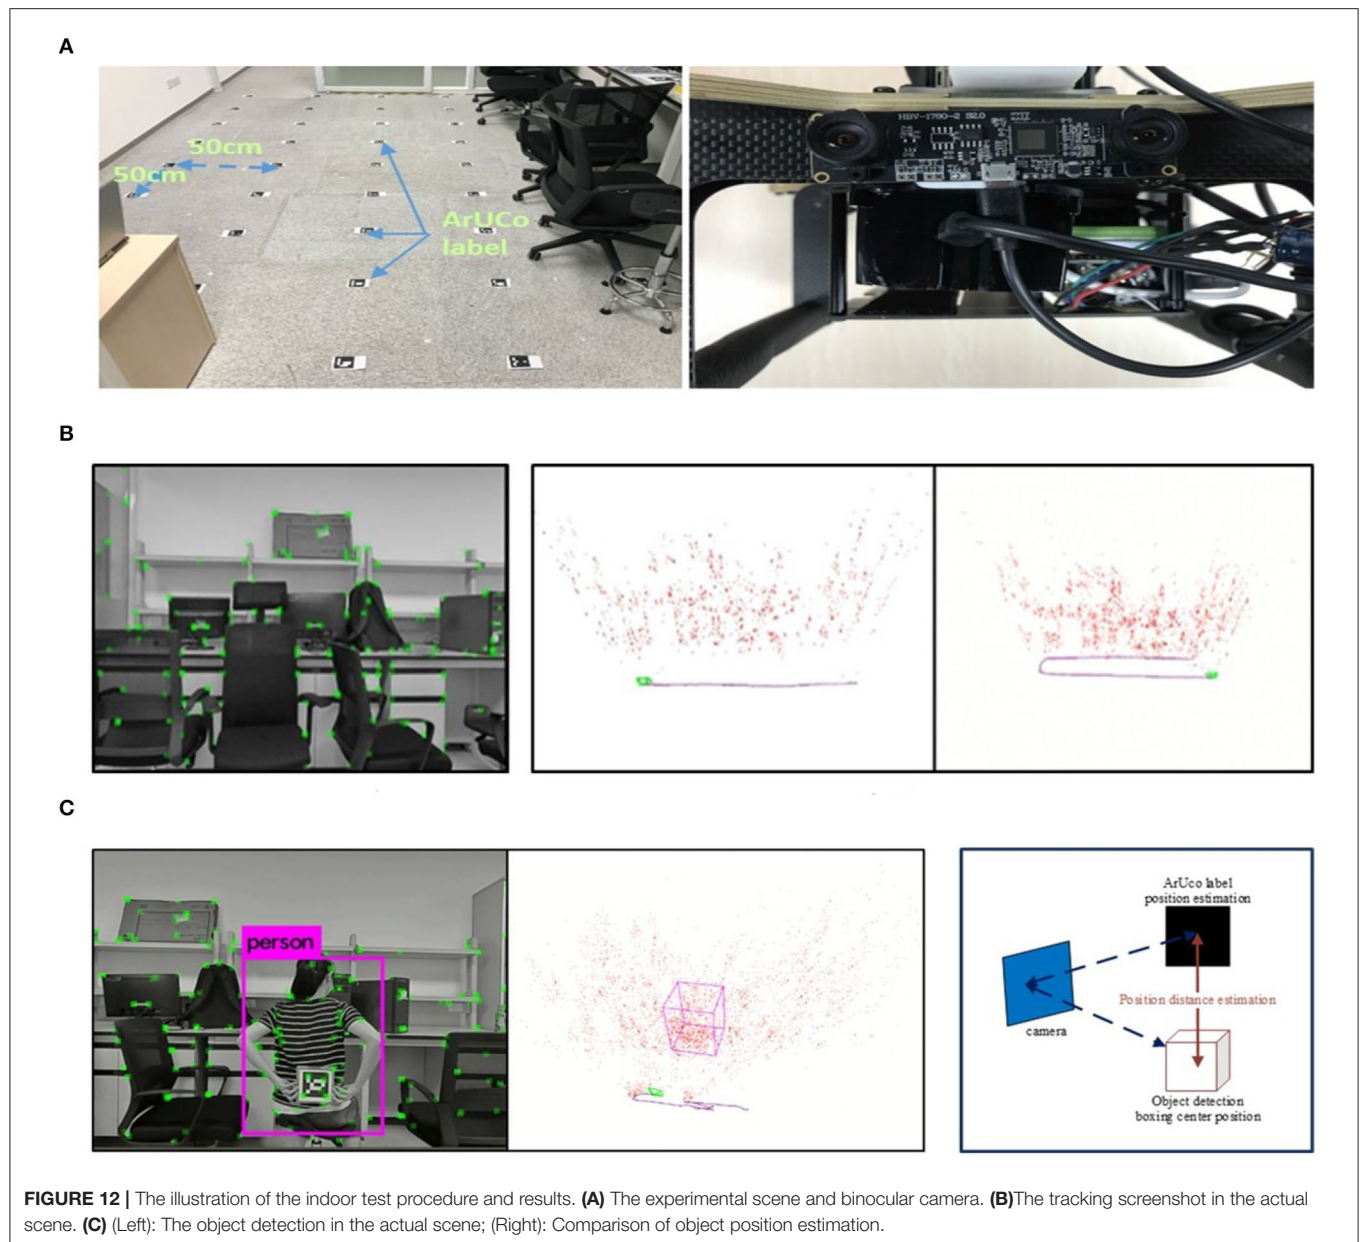 A
50cm
50cm
ArUCo
label
HBV-1780-2 S2.0
B
C
person
ArUco label
position estimation
Position distance estimation
camera
Object detection
boxing center position
FIGURE 12 | The illustration of the indoor test procedure and results. (A) The experimental scene and binocular camera. (B)The tracking screenshot in the actual
scene. (C) (Left): The object detection in the actual scene; (Right): Comparison of object position estimation.